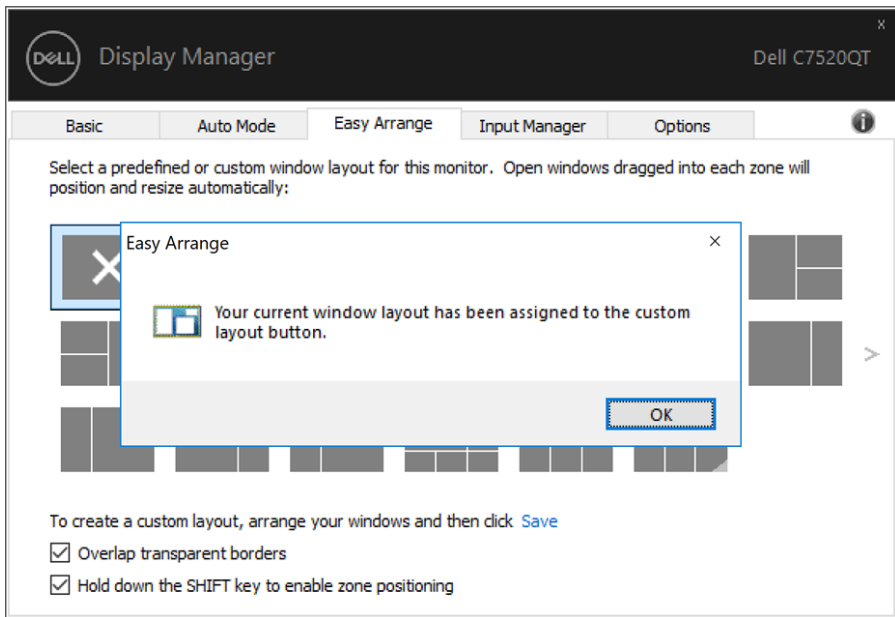 x
DELL
Display Manager
Dell C7520QT
Basic
Auto Mode
Easy Arrange
Input Manager
Options
i
Select a predefined or custom window layout for this monitor. Open windows dragged into each zone will
position and resize automatically:
Easy Arrange
Your current window layout has been assigned to the custom
layout button.
OK
To create a custom layout, arrange your windows and then click Save
Overlap transparent borders
Hold down the SHIFT key to enable zone positioning